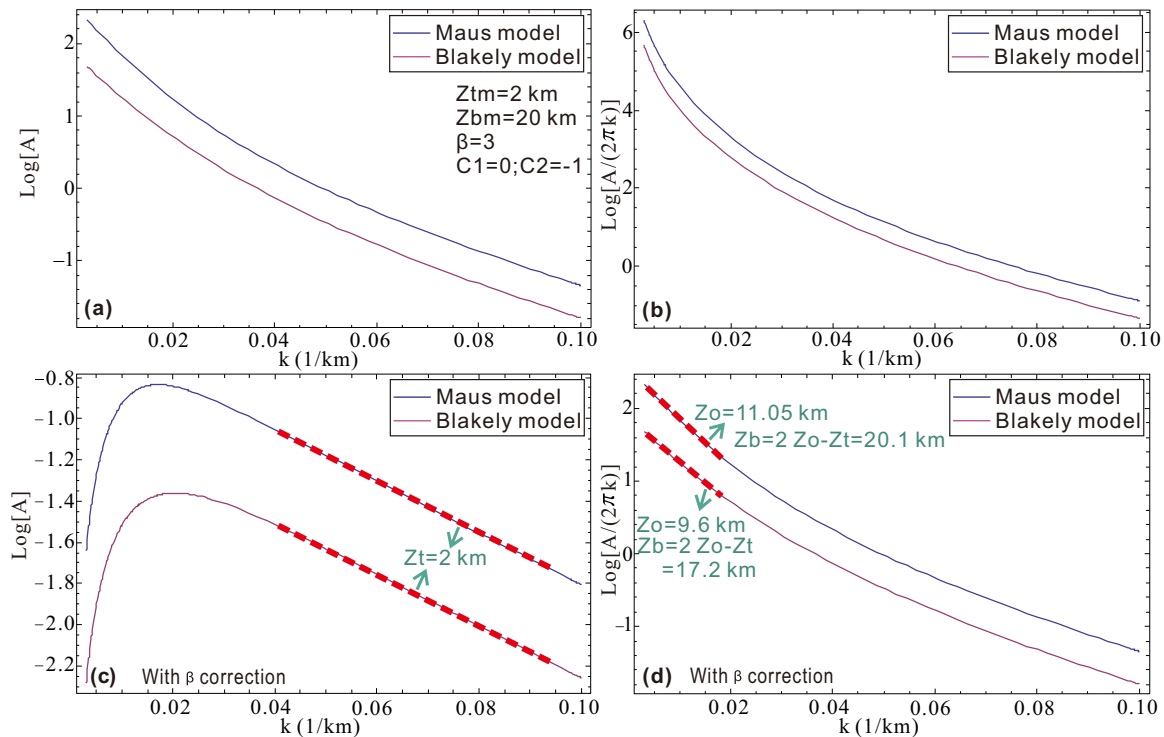 Maus model
Blakely model
Ztm=2 km
Zbm=20 km
β=3
C1=0;C2=-1
Log[A]
2
1
0
−1
(a)
0.02
0.04
0.06
0.08
0.10
k (1/km)
Maus model
Blakely model
Log[A/(2πk)]
6
4
2
0
(b)
0.02
0.04
0.06
0.08
0.10
k (1/km)
Maus model
Blakely model
Log[A]
−0.8
−1.0
−1.2
−1.4
−1.6
−1.8
−2.0
−2.2
Zt=2 km
(c)
With β correction
0.02
0.04
0.06
0.08
0.10
k (1/km)
Maus model
Blakely model
Log[A/(2πk)]
2
1
0
−1
Zo=11.05 km
Zb=2 Zo-Zt=20.1 km
Zo=9.6 km
Zb=2 Zo-Zt
=17.2 km
(d)
With β correction
0.02
0.04
0.06
0.08
0.10
k (1/km)